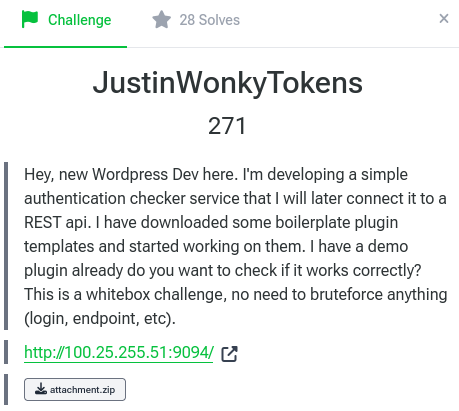 Challenge
28 Solves
×
JustinWonkyTokens
271
Hey, new Wordpress Dev here. I'm developing a simple
authentication checker service that I will later connect it to a
REST api. I have downloaded some boilerplate plugin
templates and started working on them. I have a demo
plugin already do you want to check if it works correctly?
This is a whitebox challenge, no need to bruteforce anything
(login, endpoint, etc).
http://100.25.255.51:9094/
attachment.zip